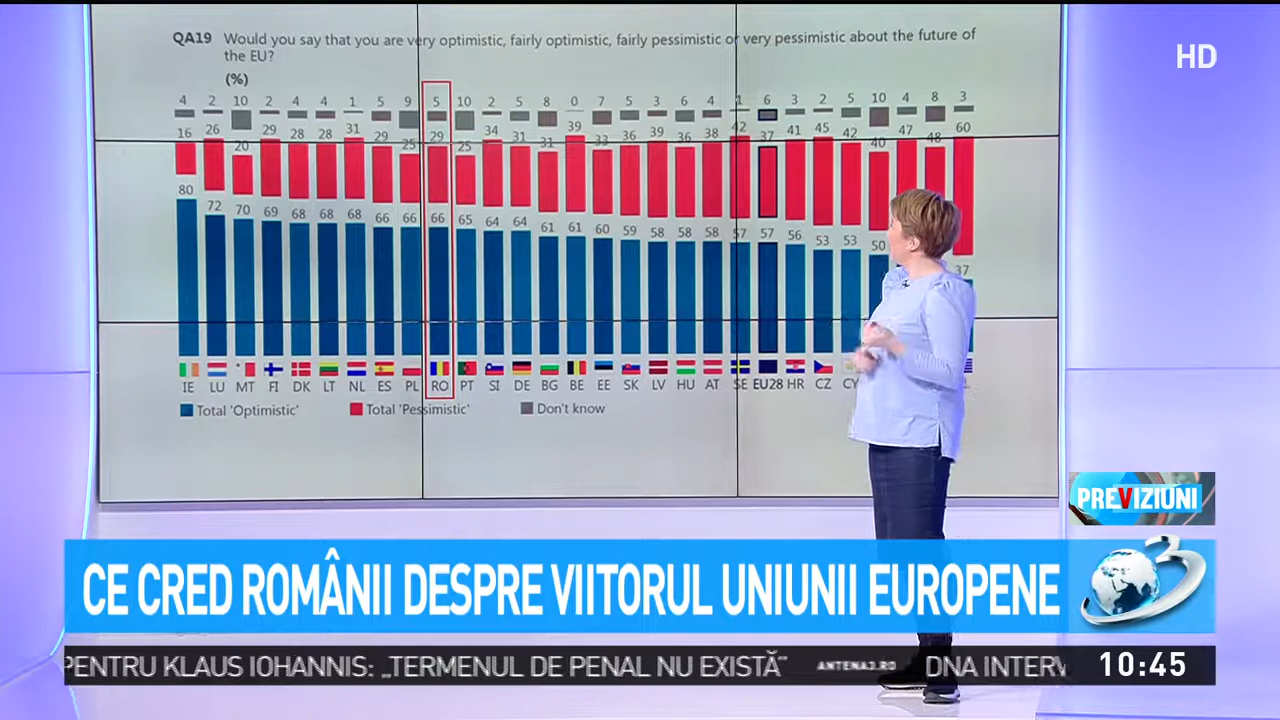 QA19 Would you say that you are very optimistic, fairly optimistic, fairly pessimistic or very pessimistic about the future of
the EU?
(%)
HD
4 2 10 2 4 4 1 5 9 5 10 2 5 8 0 7 5 3 6 4 1 6 3 2 5 10 4 8 3
16 26 20 29 28 28 31 29 25 29 25 34 31 31 39 33 36 39 36 38 42 37 41 45 42 40 47 48 60
80 72 70 69 68 68 68 66 66 66 65 64 64 61 61 60 59 58 58 58 57 57 56 53 53 50 37
IE LU MT FI DK LT NL ES PL RO PT SI DE BG BE EE SK LV HU AT SE EU28 HR CZ CY
Total 'Optimistic' Total 'Pessimistic' Don't know
PREVIZIUNI
CE CRED ROMÂNII DESPRE VIITORUL UNIUNII EUROPENE
3
PENTRU KLAUS IOHANNIS: „TERMENUL DE PENAL NU EXISTĂ” ANTENA3.RO DNA INTERV
10:45